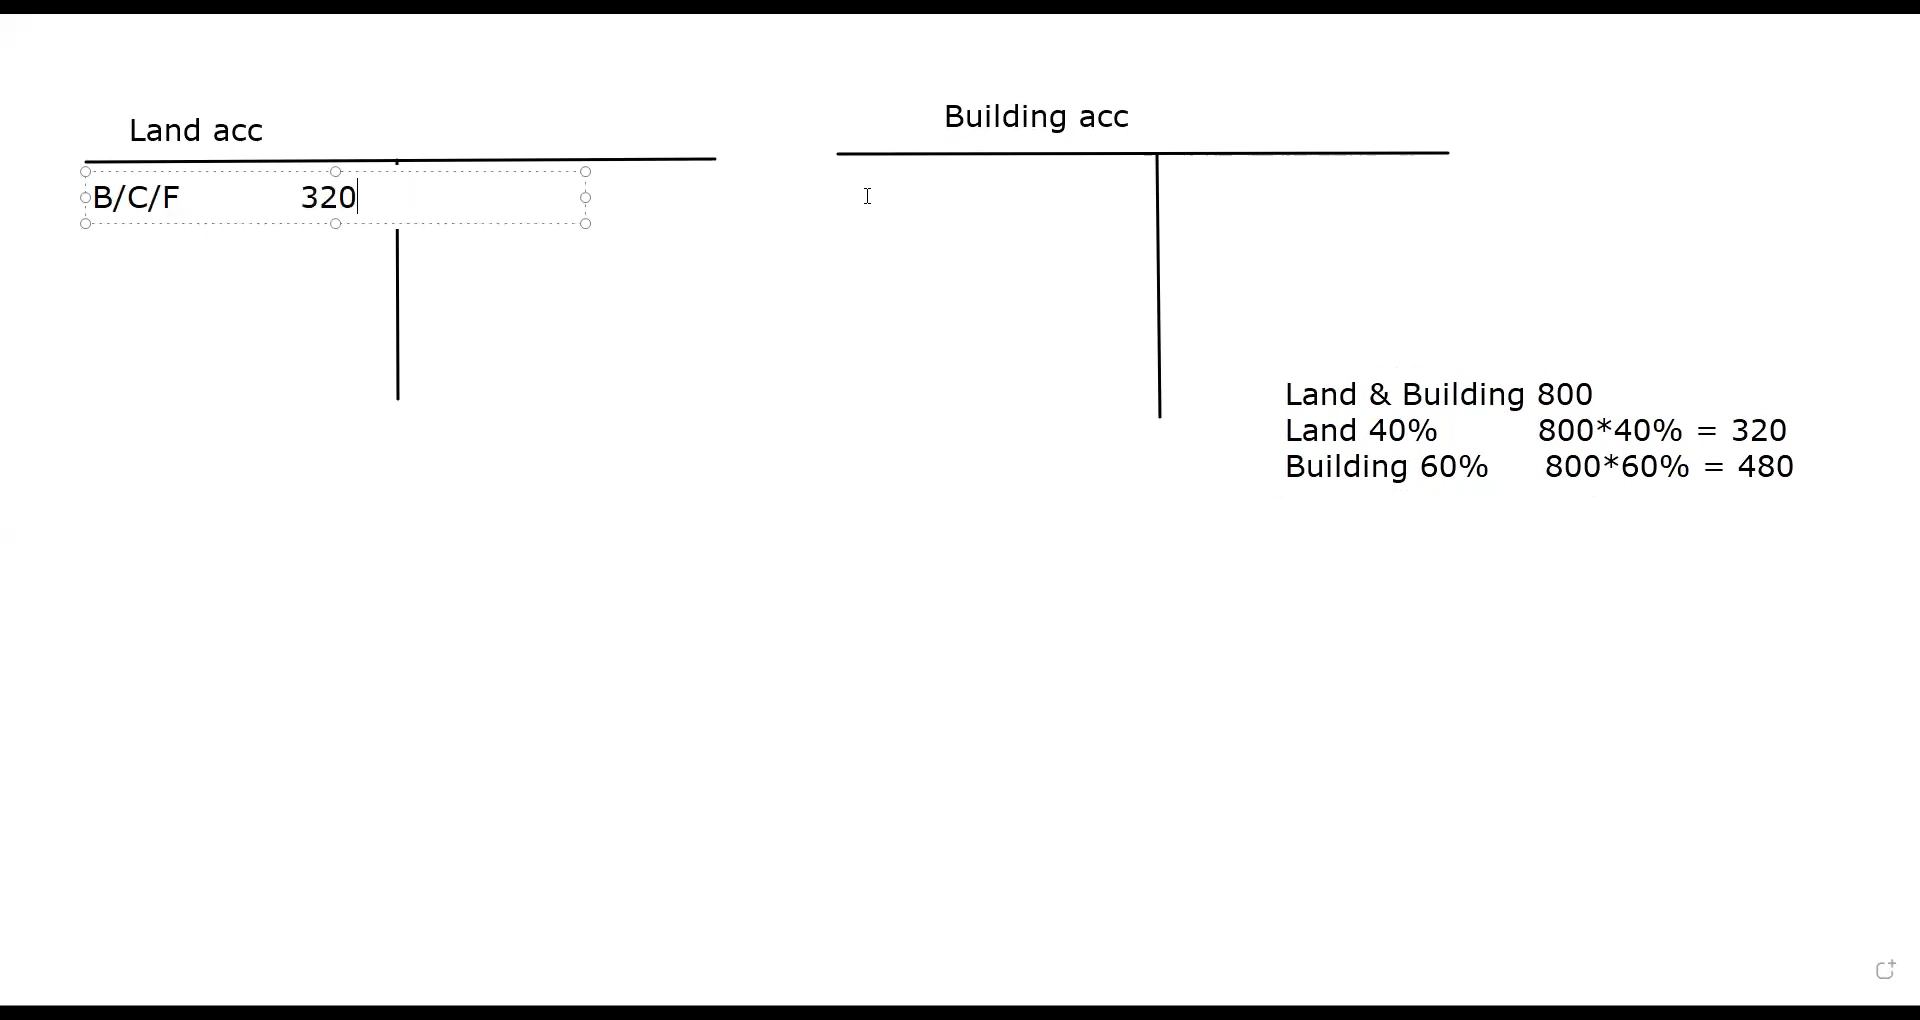 Land acc
B/C/F 320
Building acc
Land & Building 800
Land 40% 800*40% = 320
Building 60% 800*60% = 480